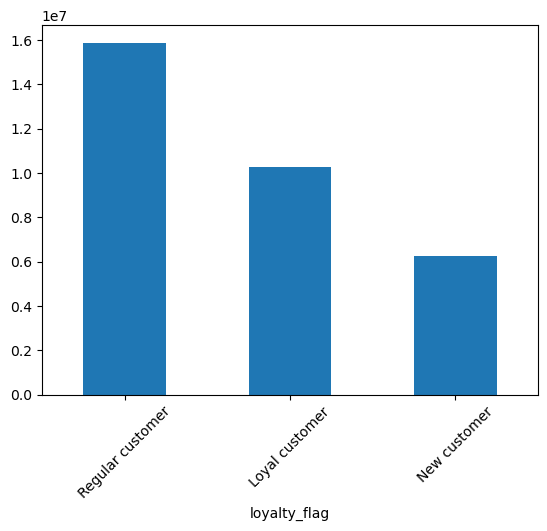 1e7
1.6
1.4
1.2
1.0
0.8
0.6
0.4
0.2
0.0
Regular customer
Loyal customer
New customer
loyalty_flag